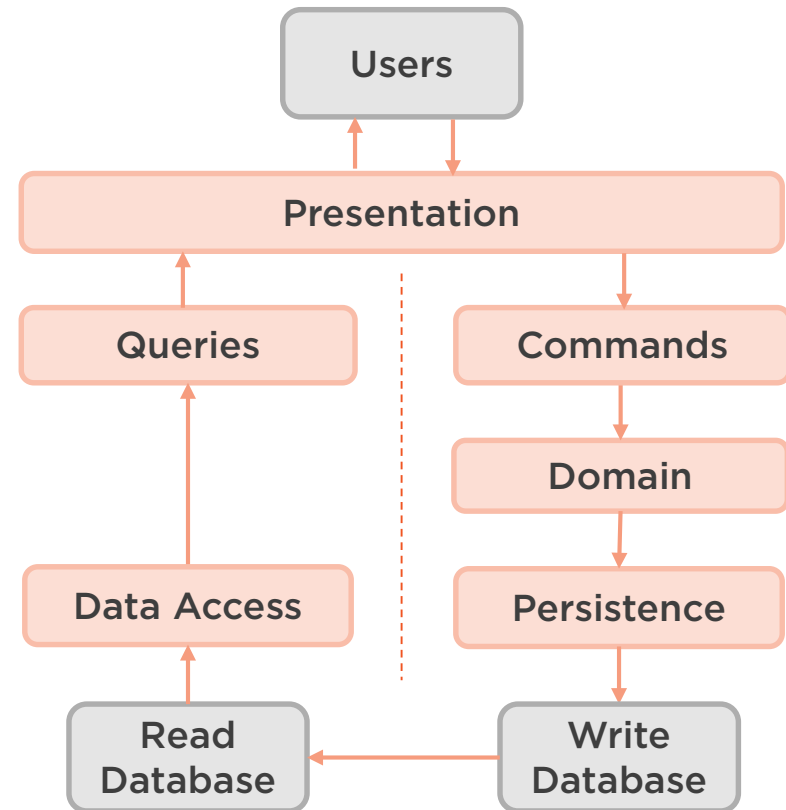 Users
Presentation
Queries
Commands
Domain
Data Access
Persistence
Read
Database
Write
Database